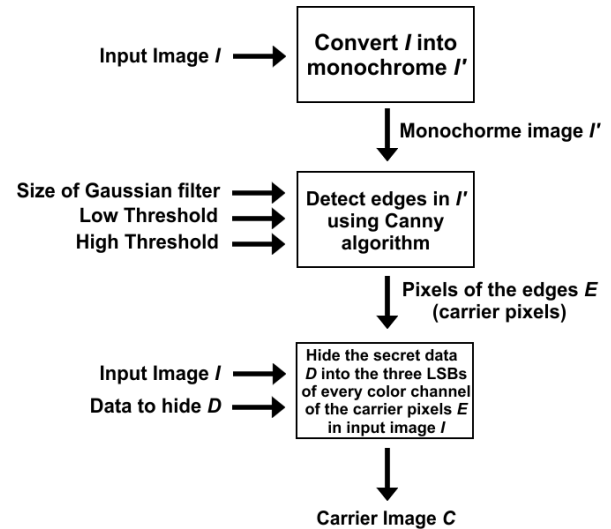 Input Image I
Convert I into
monochrome I'
Monochorme image I'
Size of Gaussian filter
Low Threshold
High Threshold
Detect edges in I'
using Canny
algorithm
Pixels of the edges E
(carrier pixels)
Input Image I
Data to hide D
Hide the secret data
D into the three LSBs
of every color channel
of the carrier pixels E
in input image I
Carrier Image C